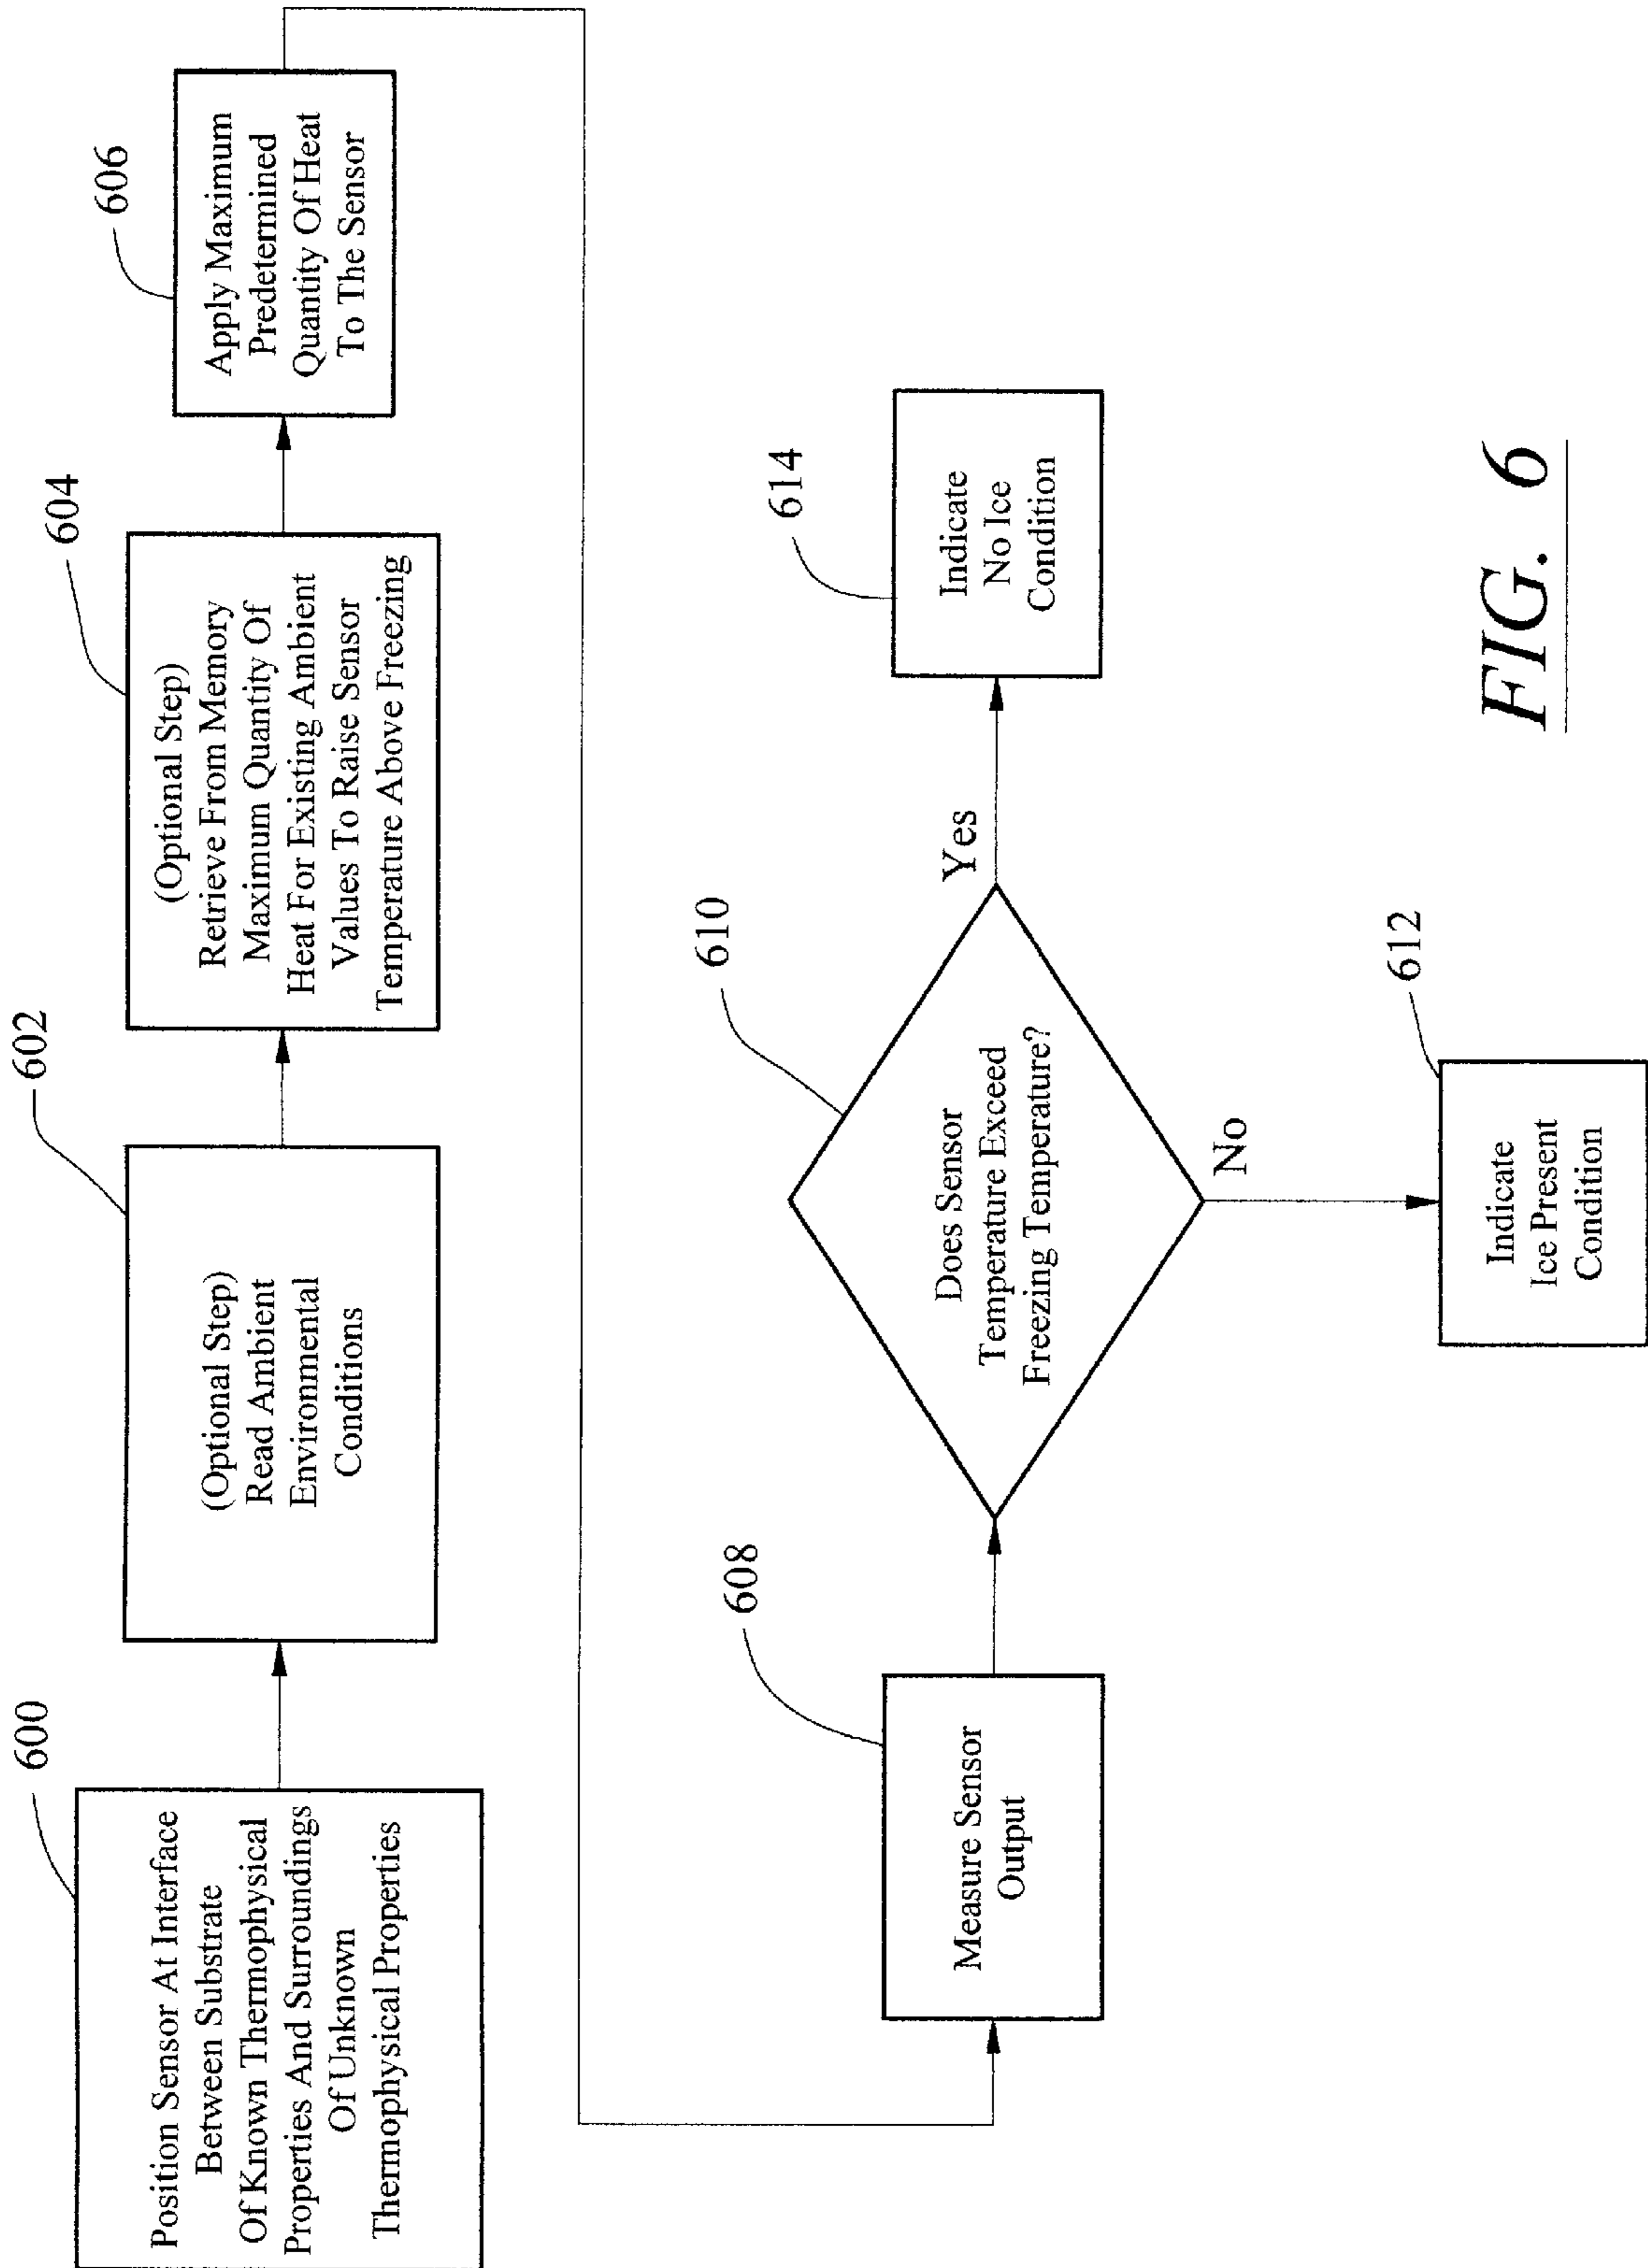 600
Position Sensor At Interface
Between Substrate
Of Known Thermophysical
Properties And Surroundings
Of Unknown
Thermophysical Properties
602
(Optional Step)
Read Ambient
Environmental
Conditions
604
(Optional Step)
Retrieve From Memory
Maximum Quantity Of
Heat For Existing Ambient
Values To Raise Sensor
Temperature Above Freezing
606
Apply Maximum
Predetermined
Quantity Of Heat
To The Sensor
608
Measure Sensor
Output
610
Does Sensor
Temperature Exceed
Freezing Temperature?
Yes
614
Indicate
No Ice
Condition
No
612
Indicate
Ice Present
Condition
FIG. 6